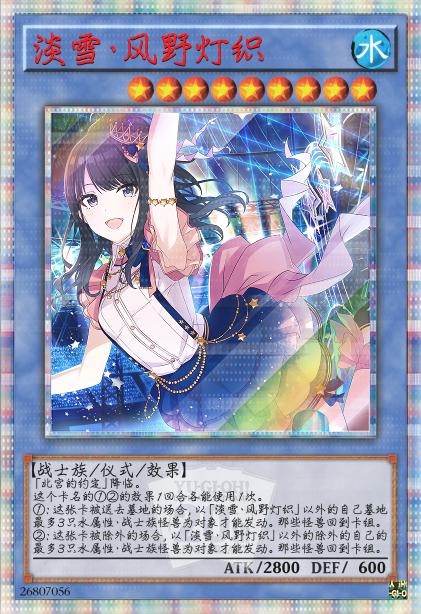 淡雪·风野灯织
水
【战士族/仪式/效果】
「此宫的约定」降临。
这个卡名的①②的效果1回合各能使用1次。
①：这张卡被送去墓地的场合，以「淡雪·风野灯织」以外的自己墓地
最多3只水属性·战士族怪兽为对象才能发动。那些怪兽回到卡组。
②：这张卡被除外的场合，以「淡雪·风野灯织」以外的除外的自己的
最多3只水属性·战士族怪兽为对象才能发动。那些怪兽回到卡组。
YU-GI-OH!
ATK/2800 DEF/ 600
26807056